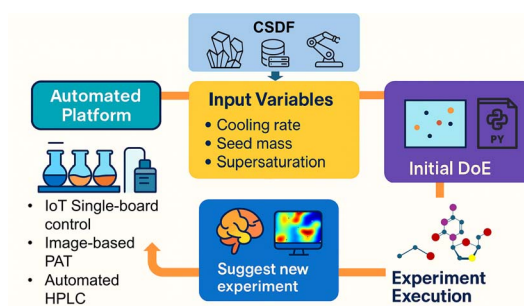 CSDF
Automated
Platform
Input Variables
• Cooling rate
• Seed mass
• Supersaturation
PY
Initial DoE
• IoT Single-board
control
• Image-based
PAT
• Automated
HPLC
Suggest new
experiment
Experiment
Execution